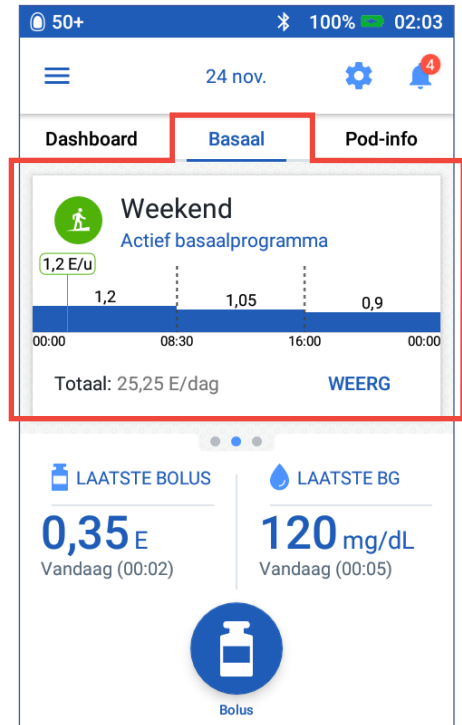 50+ 100% 02:03
24 nov. 4
Dashboard Basaal Pod-info
Weekend
Actief basaalprogramma
1,2 E/u
1,2 1,05 0,9
00:00 08:30 16:00 00:00
Totaal: 25,25 E/dag WEERG
LAATSTE BOLUS LAATSTE BG
0,35 E 120 mg/dL
Vandaag (00:02) Vandaag (00:05)
Bolus